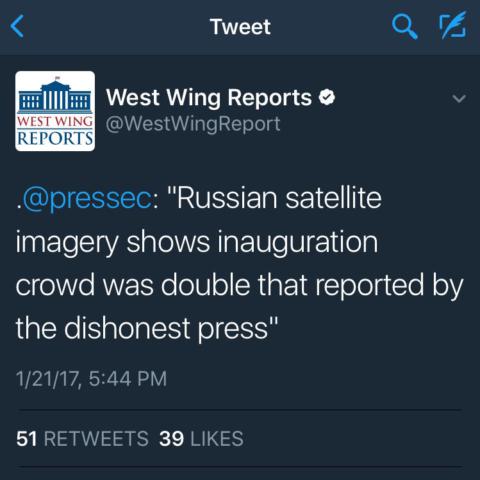 Tweet
WEST WING
REPORTS
West Wing Reports
@WestWingReport
.@pressec: "Russian satellite
imagery shows inauguration
crowd was double that reported by
the dishonest press"
1/21/17, 5:44 PM
51 RETWEETS 39 LIKES